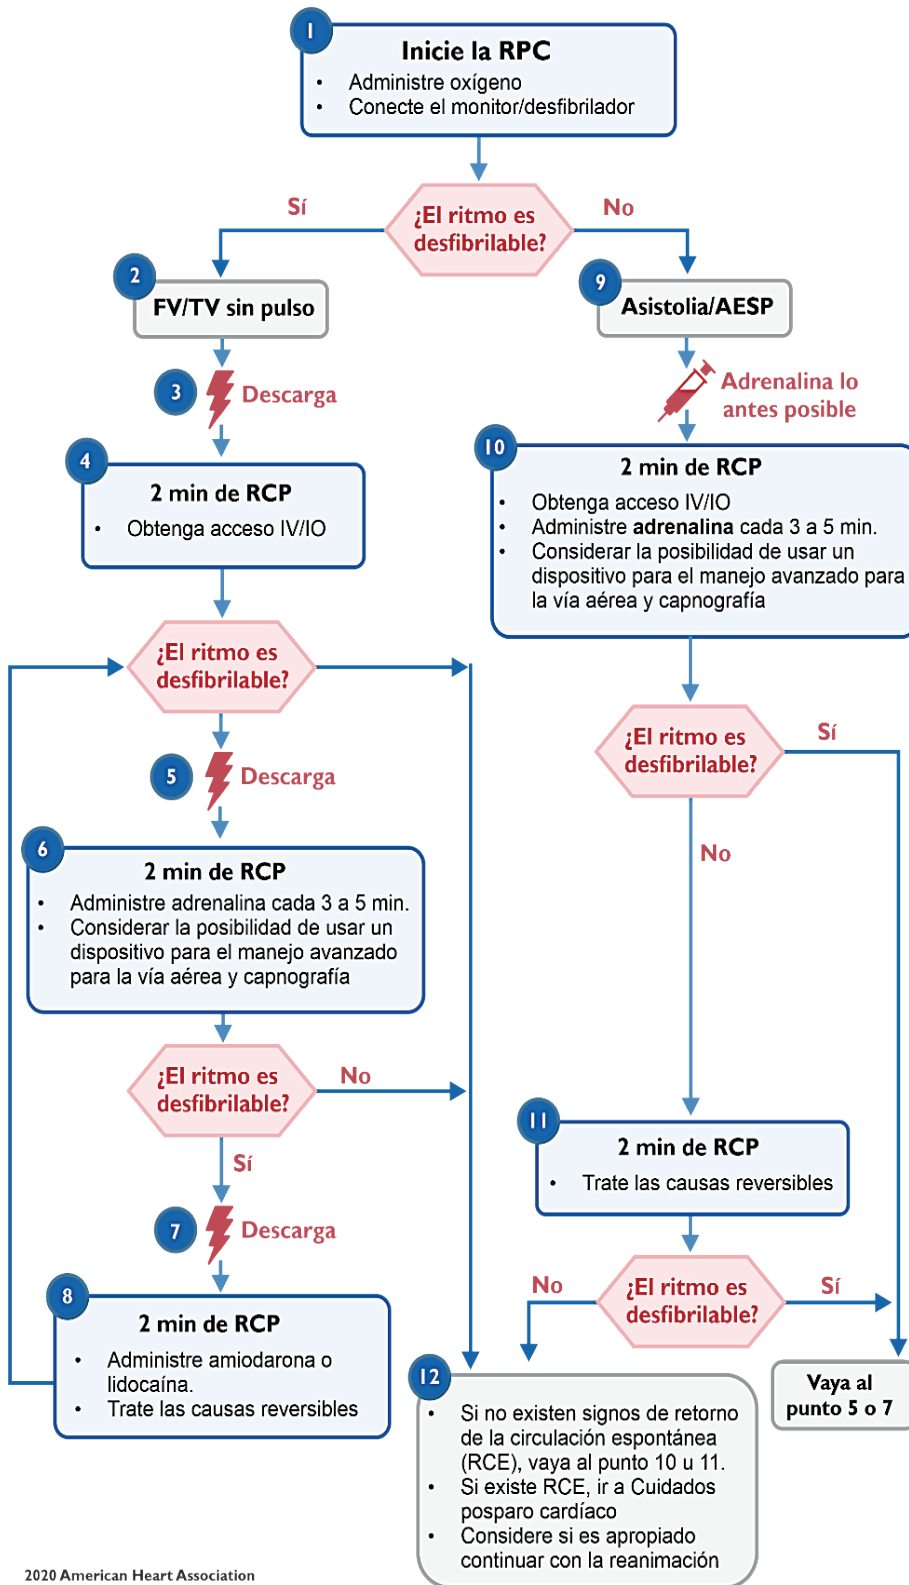 1
Inicie la RPC
• Administre oxígeno
• Conecte el monitor/desfibrilador
¿El ritmo es
desfibrilable?
Sí
No
2
FV/TV sin pulso
3
Descarga
4
2 min de RCP
• Obtenga acceso IV/IO
¿El ritmo es
desfibrilable?
5
Descarga
6
2 min de RCP
• Administre adrenalina cada 3 a 5 min.
• Considerar la posibilidad de usar un
dispositivo para el manejo avanzado
para la vía aérea y capnografía
¿El ritmo es
desfibrilable?
No
Sí
7
Descarga
8
2 min de RCP
• Administre amiodarona o
lidocaína.
• Trate las causas reversibles
9
Asistolia/AESP
Adrenalina lo
antes posible
10
2 min de RCP
• Obtenga acceso IV/IO
• Administre adrenalina cada 3 a 5 min.
• Considerar la posibilidad de usar un
dispositivo para el manejo avanzado para
la vía aérea y capnografía
¿El ritmo es
desfibrilable?
Sí
No
11
2 min de RCP
• Trate las causas reversibles
¿El ritmo es
desfibrilable?
No
Sí
12
• Si no existen signos de retorno
de la circulación espontánea
(RCE), vaya al punto 10 u 11.
• Si existe RCE, ir a Cuidados
posparo cardíaco
• Considere si es apropiado
continuar con la reanimación
Vaya al
punto 5 o 7
2020 American Heart Association